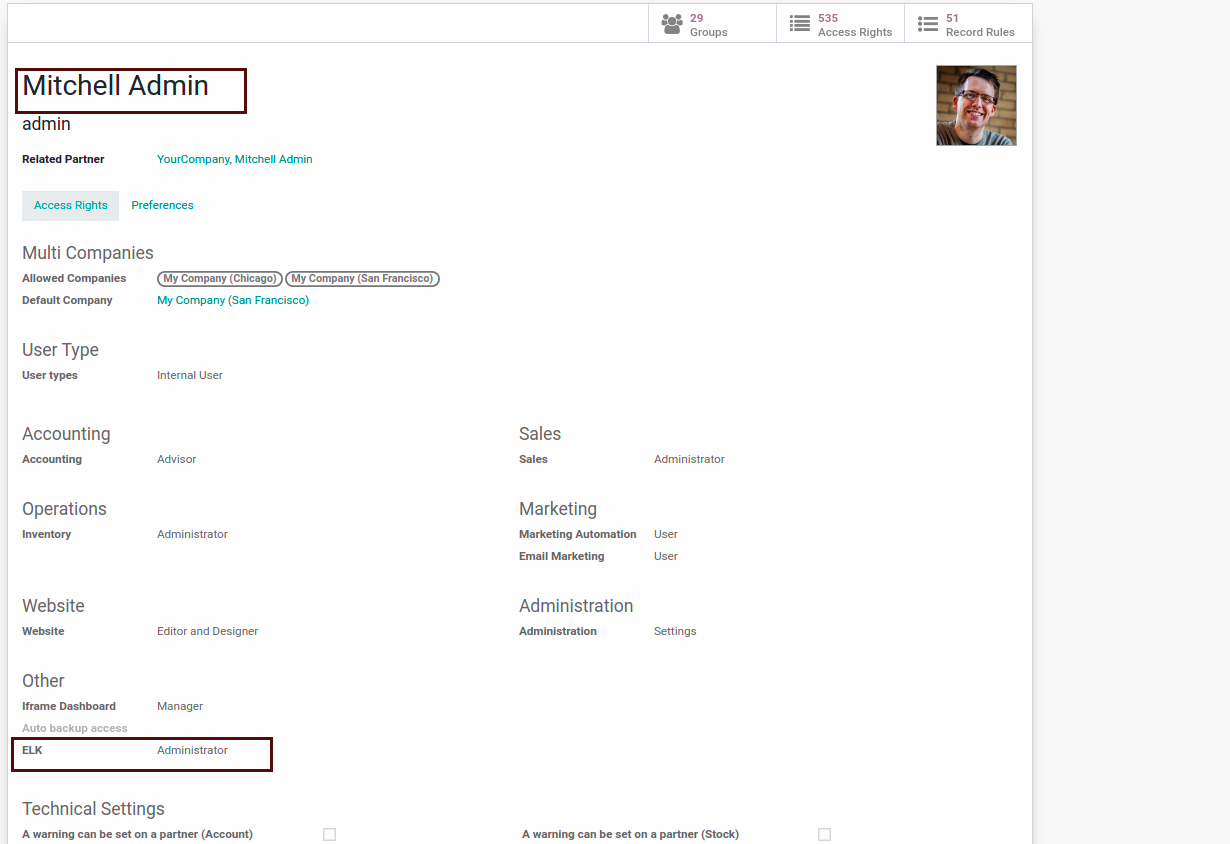 29 Groups
535 Access Rights
51 Record Rules
Mitchell Admin
admin
Related Partner YourCompany, Mitchell Admin
Access Rights Preferences
Multi Companies
Allowed Companies My Company (Chicago) My Company (San Francisco)
Default Company My Company (San Francisco)
User Type
User types Internal User
Accounting
Accounting Advisor
Sales
Sales Administrator
Operations
Inventory Administrator
Marketing
Marketing Automation User
Email Marketing User
Website
Website Editor and Designer
Administration
Administration Settings
Other
Iframe Dashboard Manager
Auto backup access
ELK Administrator
Technical Settings
A warning can be set on a partner (Account) A warning can be set on a partner (Stock)